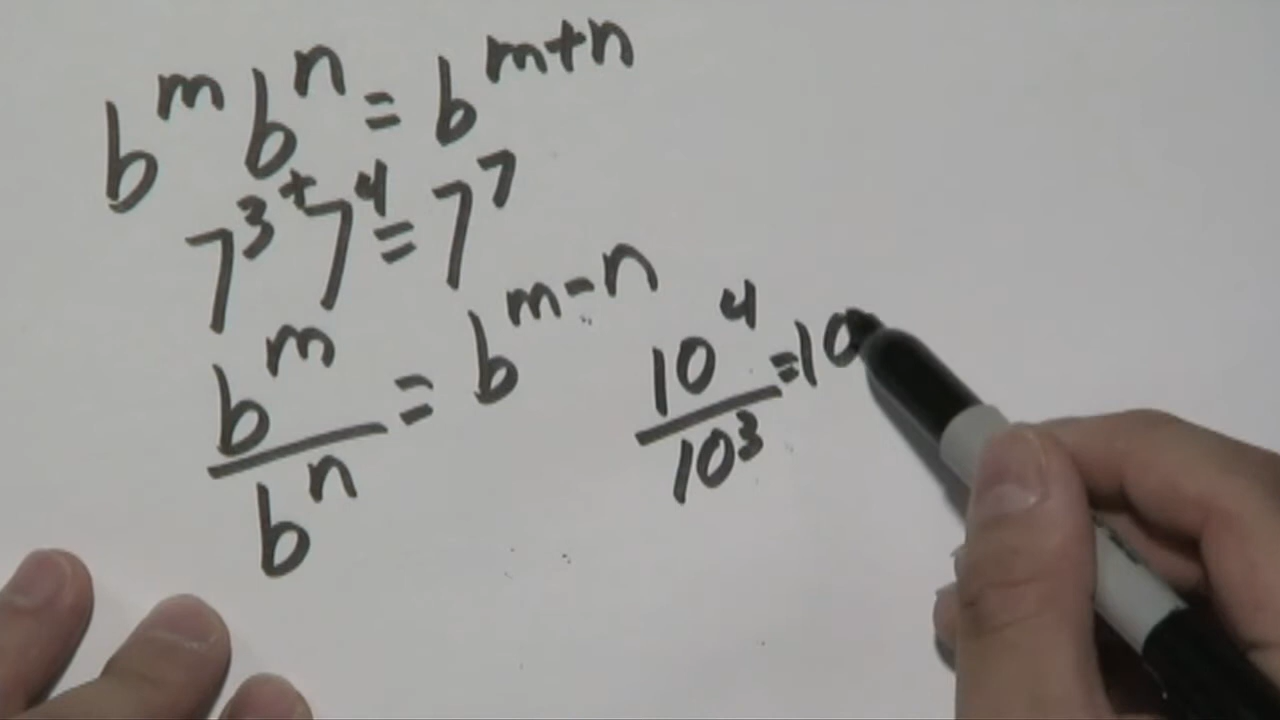 b^m b^n = b^{m+n}
7^3 + 7^4 = 7^7
b^m / b^n = b^{m-n}
10^4 / 10^3 = 10